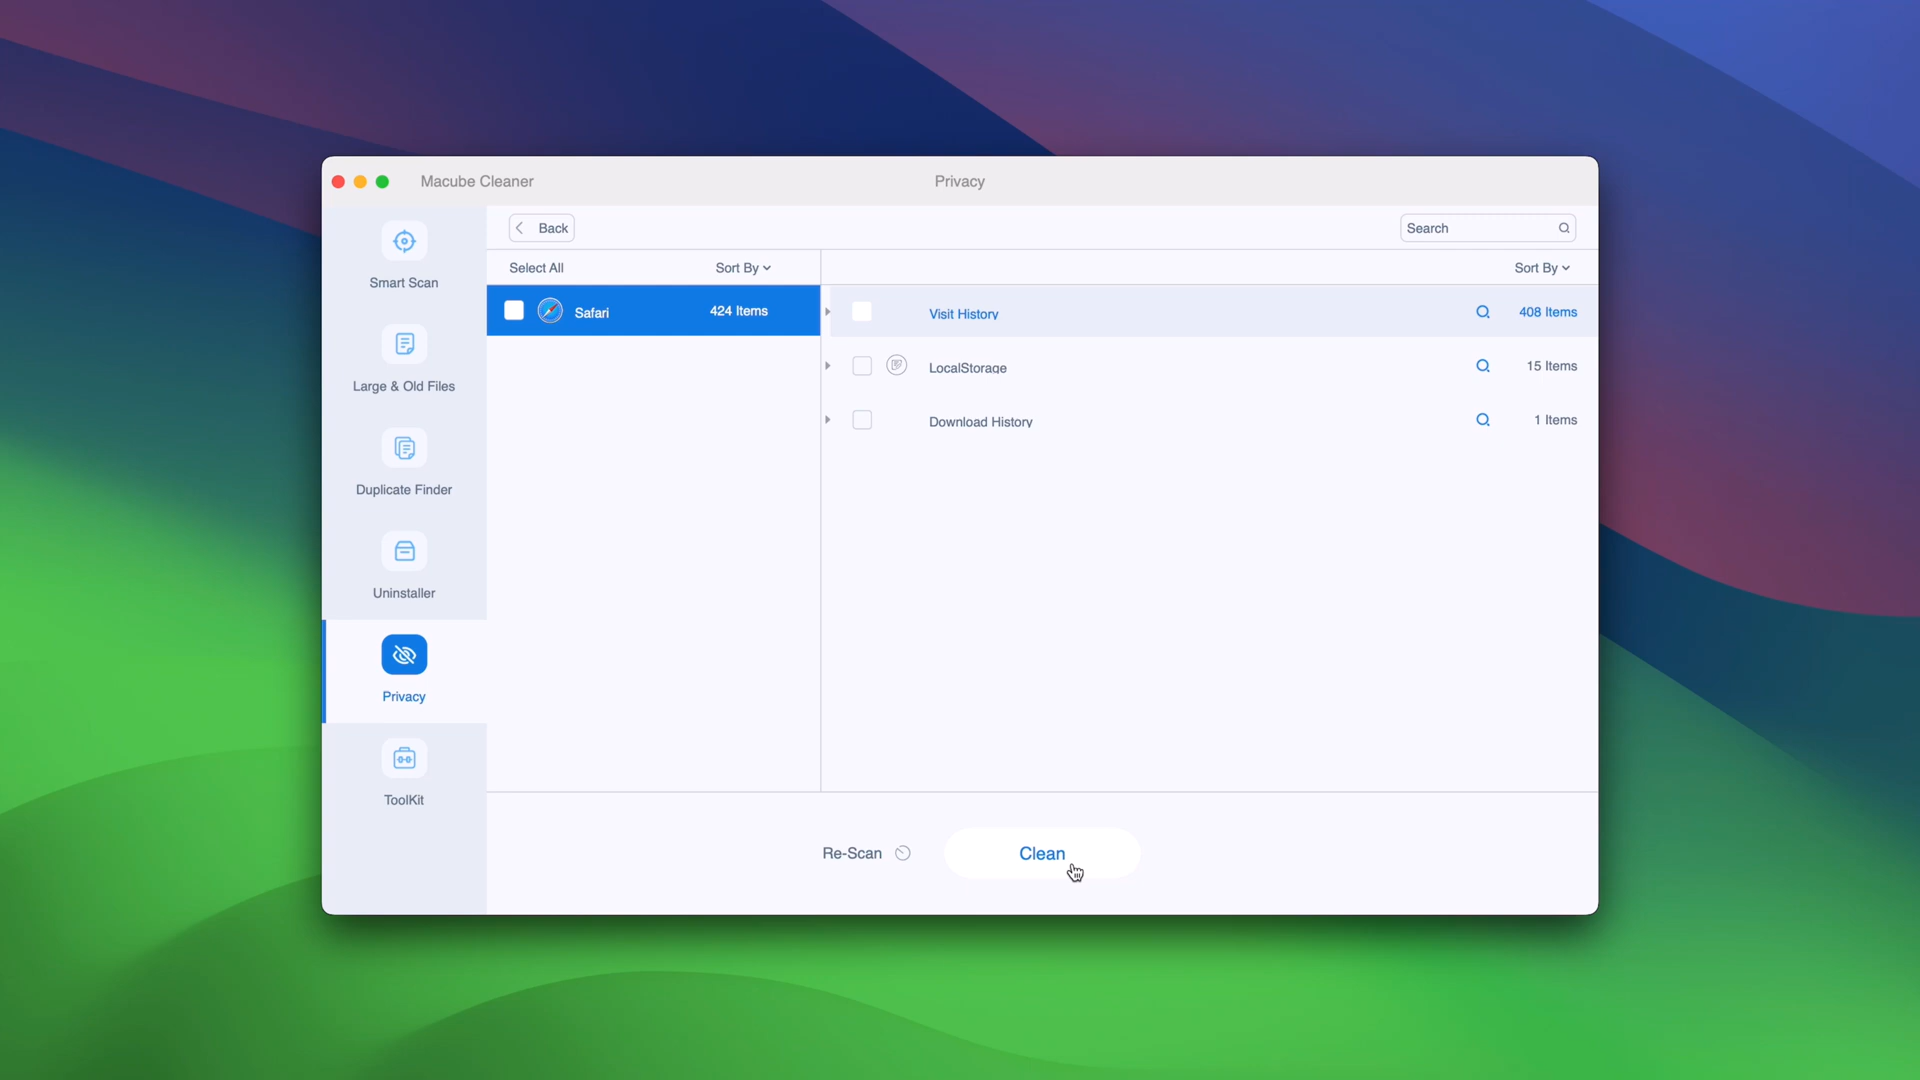 Macube Cleaner
Privacy
Back
Search
Select All
Sort By
Sort By
Safari
424 Items
Visit History
408 Items
LocalStorage
15 Items
Download History
1 Items
Smart Scan
Large & Old Files
Duplicate Finder
Uninstaller
Privacy
ToolKit
Re-Scan
Clean